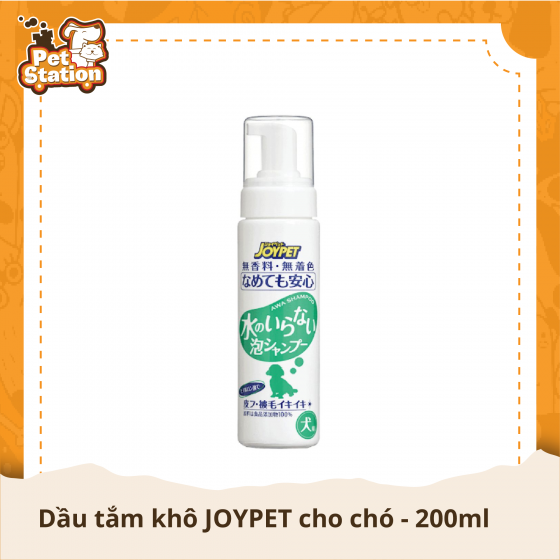 Pet
Station
JOYPET
無香料・無着色
なめても安心
AWA SHAMPOO
水のいらない
泡シャンプー
皮フ・被毛イキイキ
犬用
Dầu tắm khô JOYPET cho chó - 200ml